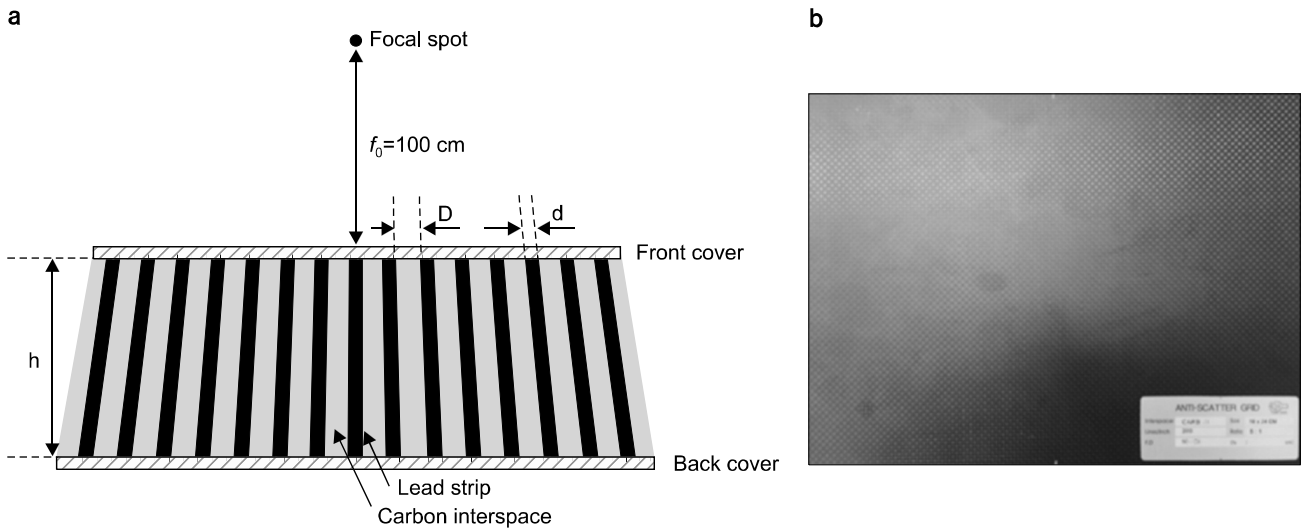 a
Focal spot
f₀=100 cm
D
d
Front cover
h
Back cover
Lead strip
Carbon interspace
b
ANTI-SCATTER GRID